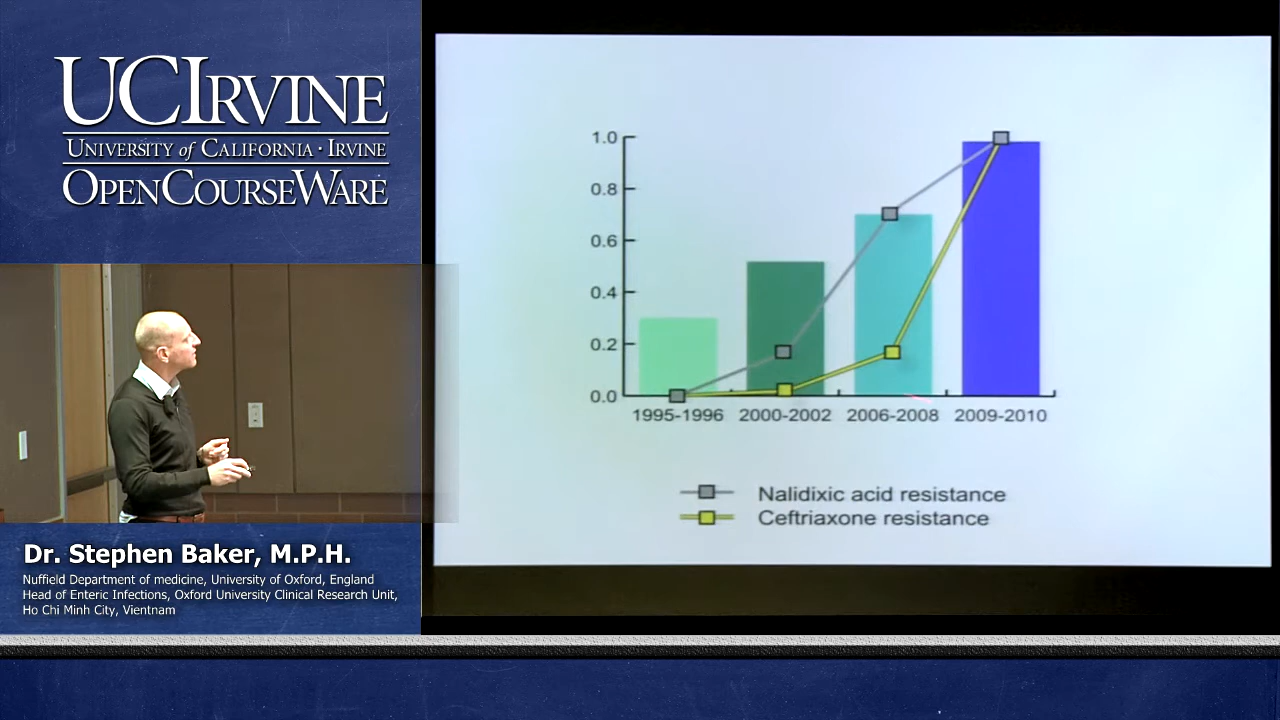 UCIRVINE
UNIVERSITY of CALIFORNIA · IRVINE
OPENCOURSEWARE
Dr. Stephen Baker, M.P.H.
Nuffield Department of medicine, University of Oxford, England
Head of Enteric Infections, Oxford University Clinical Research Unit,
Ho Chi Minh City, Vientnam
1.0
0.8
0.6
0.4
0.2
0.0
1995-1996 2000-2002 2006-2008 2009-2010
Nalidixic acid resistance
Ceftriaxone resistance